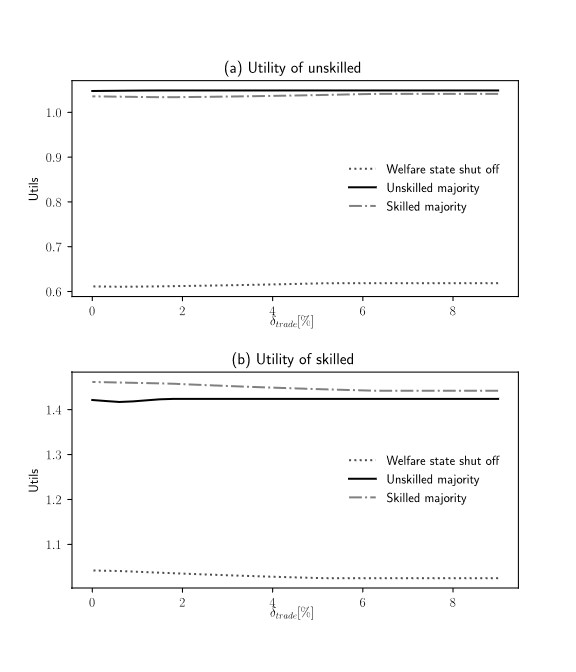 (a) Utility of unskilled
1.0
0.9
0.8
0.7
0.6
Utils
Welfare state shut off
Unskilled majority
Skilled majority
0 2 4 6 8
δtrade[%]
(b) Utility of skilled
1.4
1.3
1.2
1.1
Utils
Welfare state shut off
Unskilled majority
Skilled majority
0 2 4 6 8
δtrade[%]